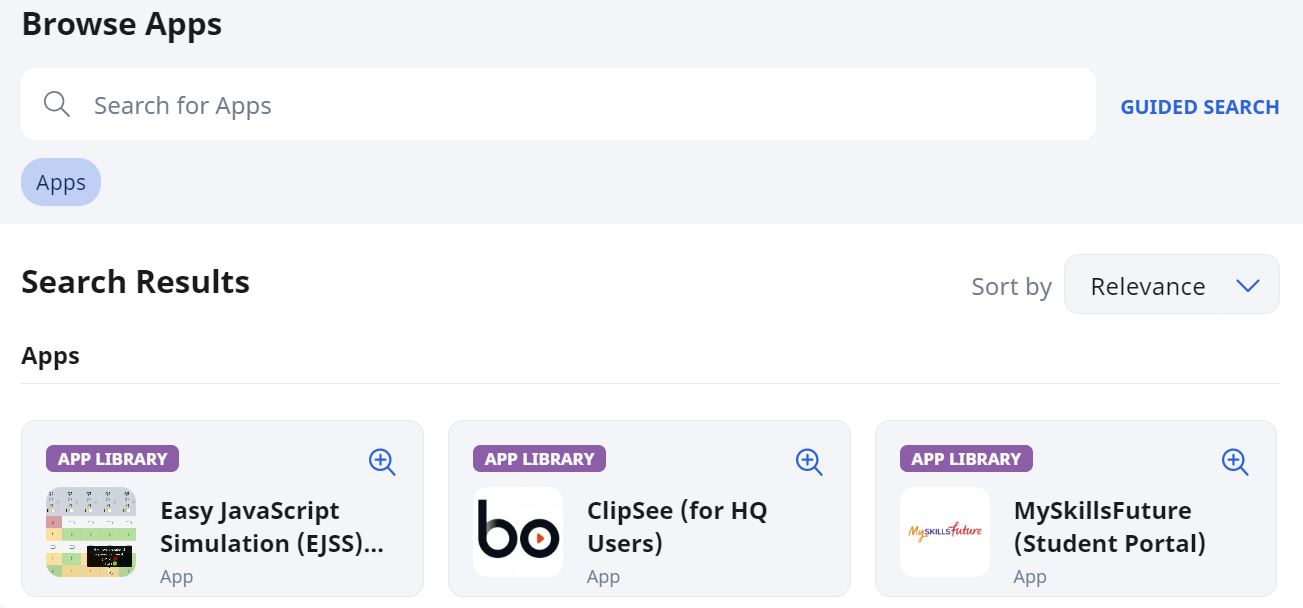 Browse Apps
Search for Apps
GUIDED SEARCH
Apps
Search Results
Sort by
Relevance
Apps
APP LIBRARY
Easy JavaScript
Simulation (EJSS)...
App
APP LIBRARY
bo
ClipSee (for HQ
Users)
App
APP LIBRARY
MySKILLSfuture
MySkillsFuture
(Student Portal)
App